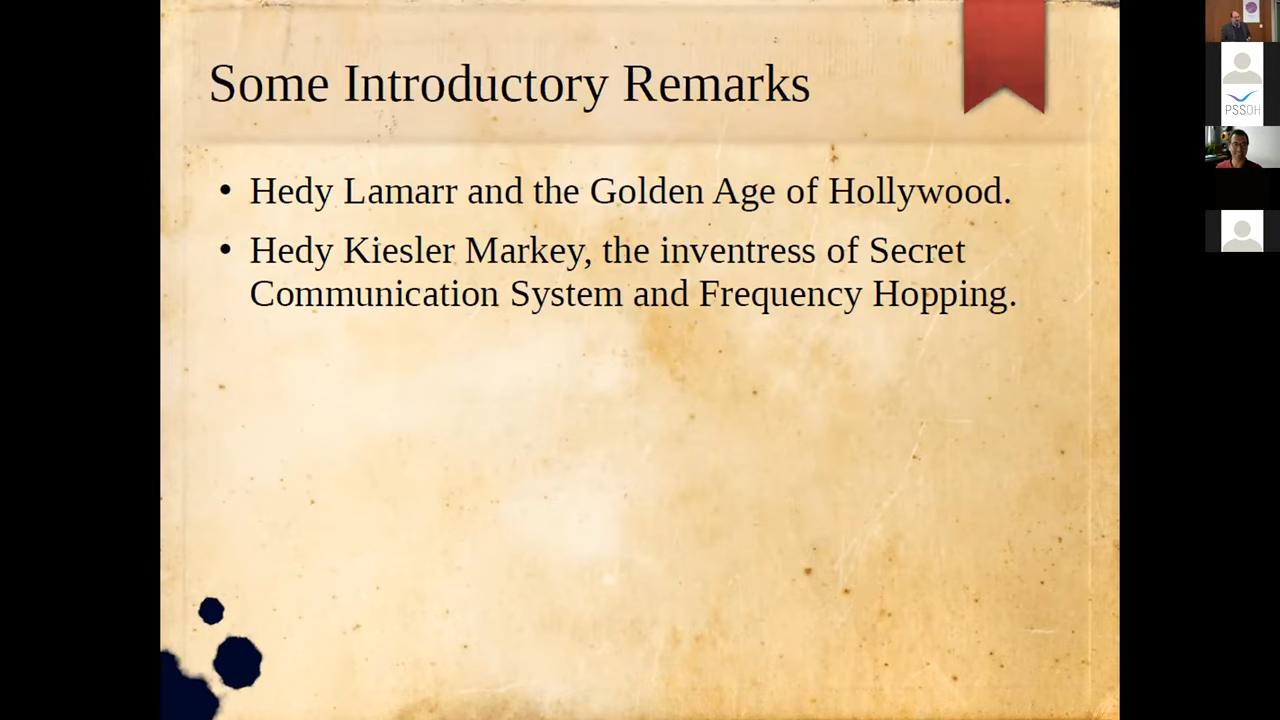 Some Introductory Remarks
• Hedy Lamarr and the Golden Age of Hollywood.
• Hedy Kiesler Markey, the inventress of Secret
Communication System and Frequency Hopping.
PSSOH